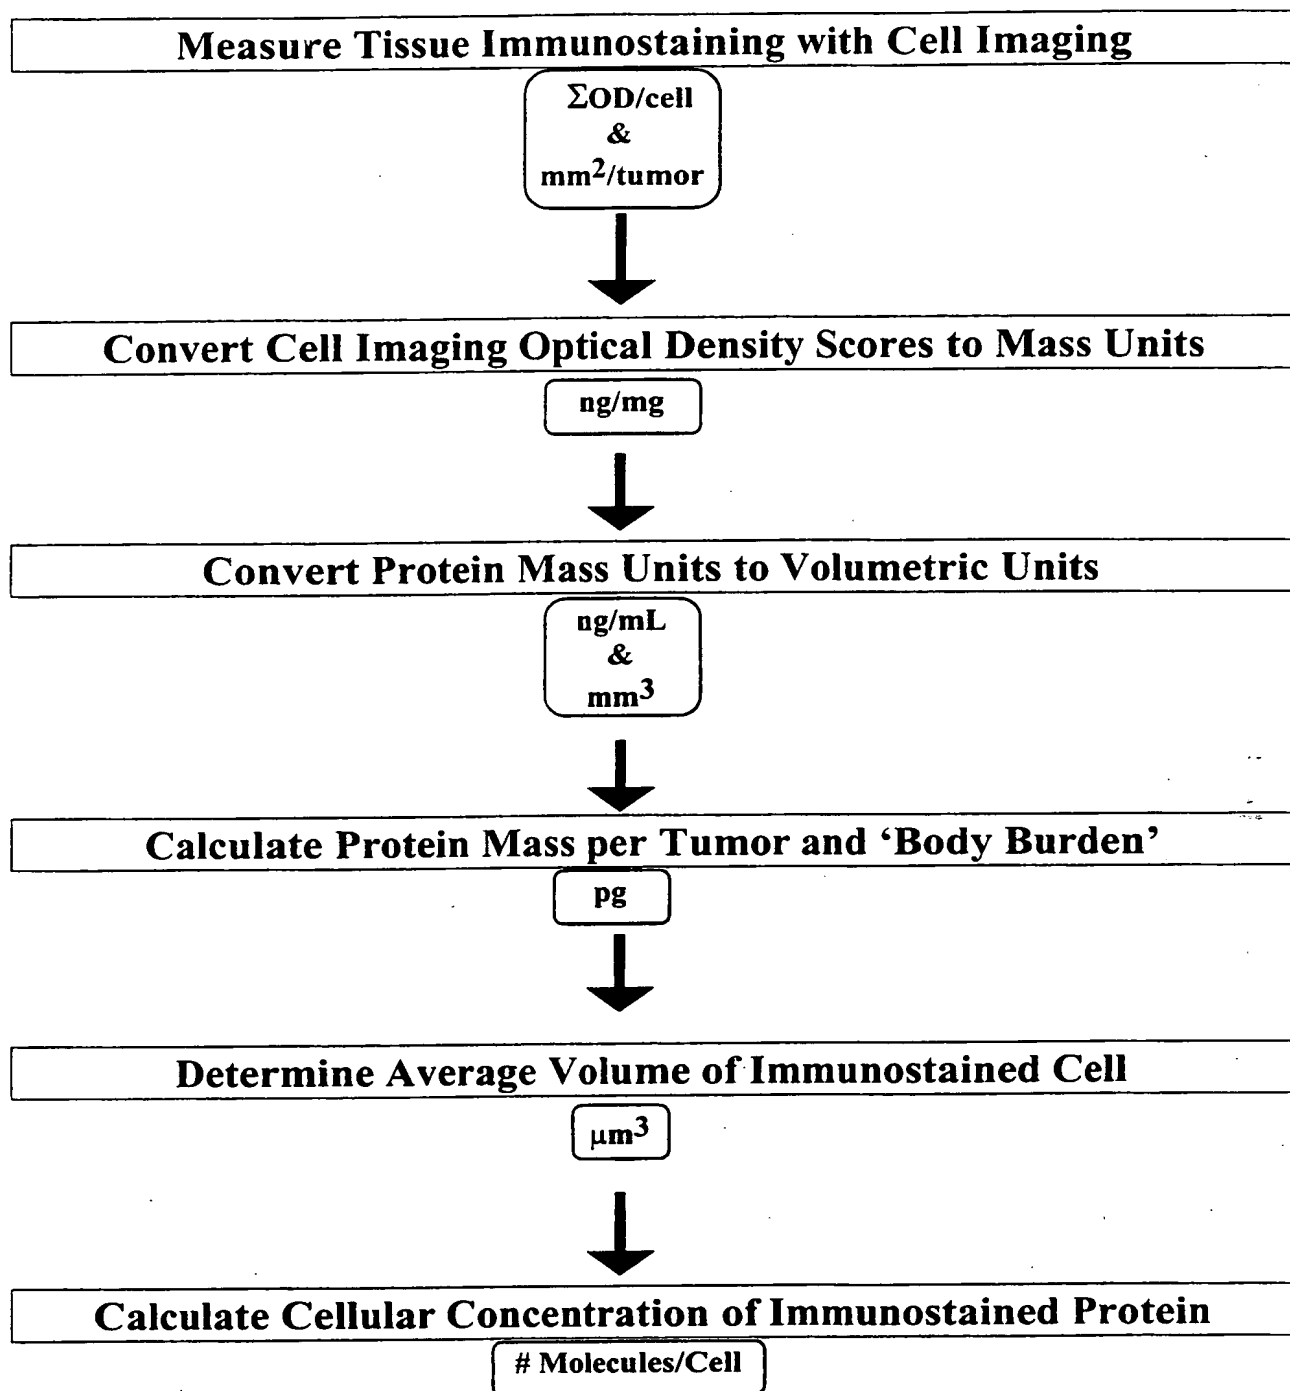 Measure Tissue Immunostaining with Cell Imaging
ΣOD/cell
&
mm²/tumor
Convert Cell Imaging Optical Density Scores to Mass Units
ng/mg
Convert Protein Mass Units to Volumetric Units
ng/mL
&
mm³
Calculate Protein Mass per Tumor and ‘Body Burden’
pg
Determine Average Volume of Immunostained Cell
µm³
Calculate Cellular Concentration of Immunostained Protein
# Molecules/Cell